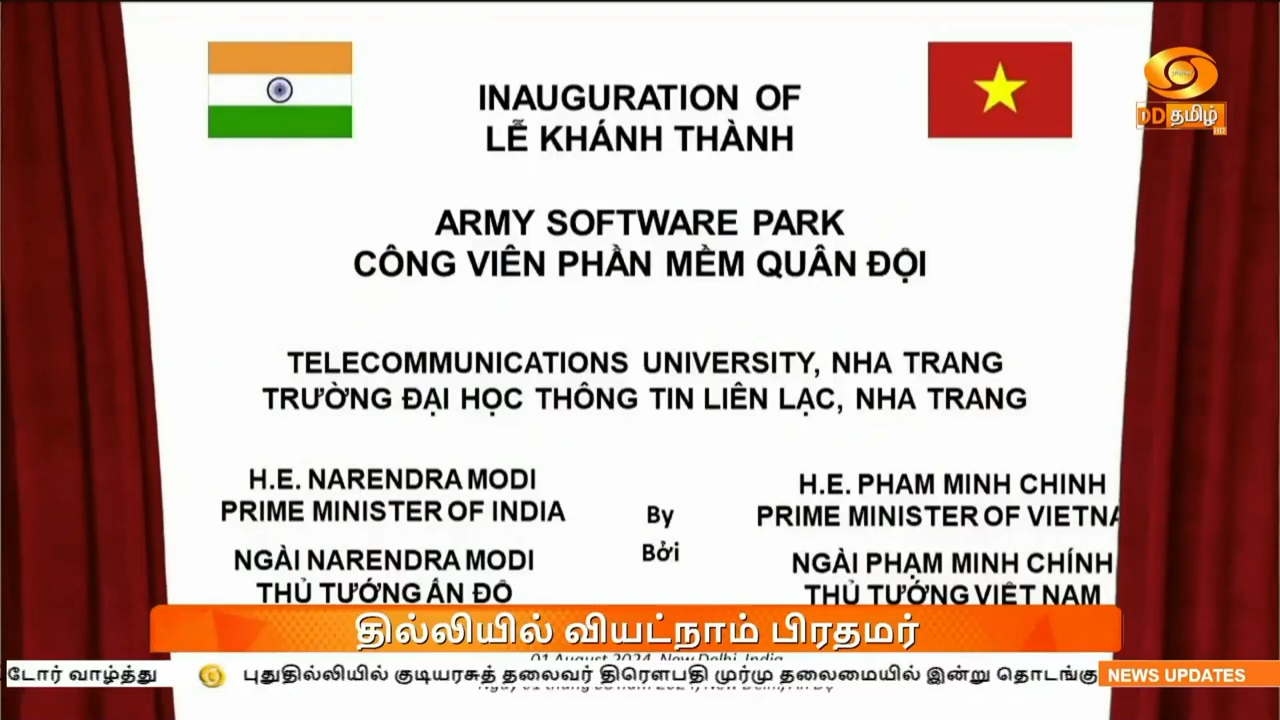 INAUGURATION OF
LỄ KHÁNH THÀNH
DD தமிழ்
HD
ARMY SOFTWARE PARK
CÔNG VIÊN PHẦN MỀM QUÂN ĐỘI
TELECOMMUNICATIONS UNIVERSITY, NHA TRANG
TRƯỜNG ĐẠI HỌC THÔNG TIN LIÊN LẠC, NHA TRANG
H.E. NARENDRA MODI
PRIME MINISTER OF INDIA
NGÀI NARENDRA MODI
THỦ TƯỚNG ẤN ĐỘ
By
Bởi
H.E. PHAM MINH CHINH
PRIME MINISTER OF VIETNA
NGÀI PHẠM MINH CHÍNH
THỦ TƯỚNG VIỆT NAM
தில்லியில் வியட்நாம் பிரதமர்
01 August 2024, New Delhi, India
டோர் வாழ்த்து புதுதில்லியில் குடியரசுத் தலைவர் திரௌபதி முர்மு தலைமையில் இன்று தொடங்கு
NEWS UPDATES